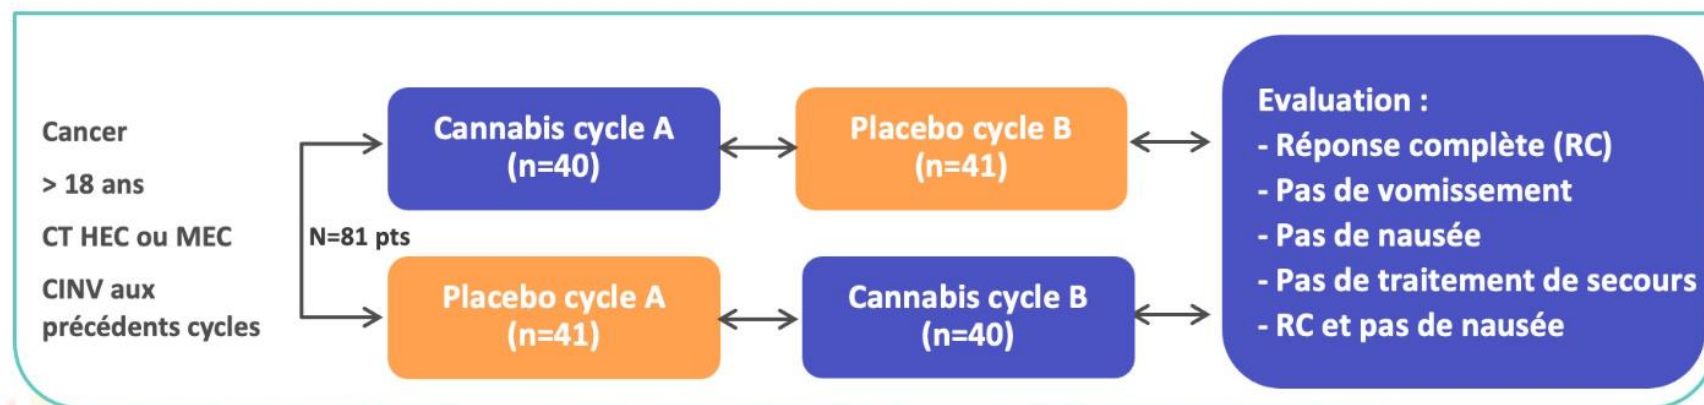 Cancer
> 18 ans
CT HEC ou MEC
CINV aux
précédents cycles
N=81 pts
Cannabis cycle A
(n=40)
Placebo cycle B
(n=41)
Placebo cycle A
(n=41)
Cannabis cycle B
(n=40)
Evaluation :
- Réponse complète (RC)
- Pas de vomissement
- Pas de nausée
- Pas de traitement de secours
- RC et pas de nausée